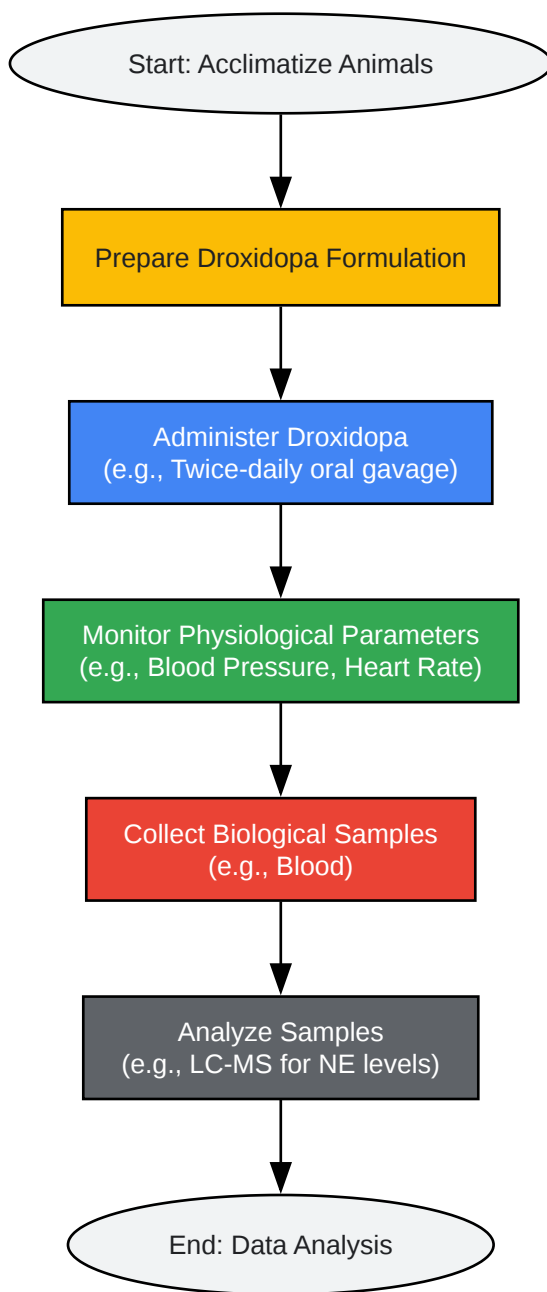 Start: Acclimatize Animals
Prepare Droxidopa Formulation
Administer Droxidopa
(e.g., Twice-daily oral gavage)
Monitor Physiological Parameters
(e.g., Blood Pressure, Heart Rate)
Collect Biological Samples
(e.g., Blood)
Analyze Samples
(e.g., LC-MS for NE levels)
End: Data Analysis